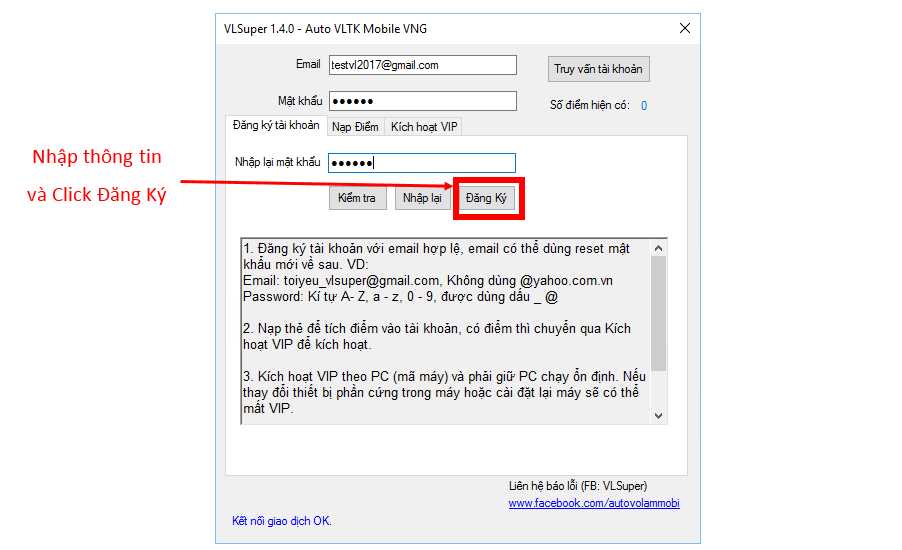 VLSuper 1.4.0 - Auto VLTK Mobile VNG
Email
testvl2017@gmail.com
Truy vấn tài khoản
Mật khẩu
●●●●●●
Số điểm hiện có: 0
Đăng ký tài khoản
Nạp Điểm
Kích hoạt VIP
Nhập lại mật khẩu
●●●●●●
Nhập thông tin
và Click Đăng Ký
Kiểm tra
Nhập lại
Đăng Ký
1. Đăng ký tài khoản với email hợp lệ, email có thể dùng reset mật
khẩu mới về sau. VD:
Email: toiyeu_vlsuper@gmail.com, Không dùng @yahoo.com.vn
Password: Kí tự A- Z, a - z, 0 - 9, được dùng dấu _ @
2. Nạp thẻ để tích điểm vào tài khoản, có điểm thì chuyển qua Kích
hoạt VIP để kích hoạt.
3. Kích hoạt VIP theo PC (mã máy) và phải giữ PC chạy ổn định. Nếu
thay đổi thiết bị phần cứng trong máy hoặc cài đặt lại máy sẽ có thể
mất VIP.
Liên hệ báo lỗi (FB: VLSuper)
www.facebook.com/autovolammobi
Kết nối giao dịch OK.